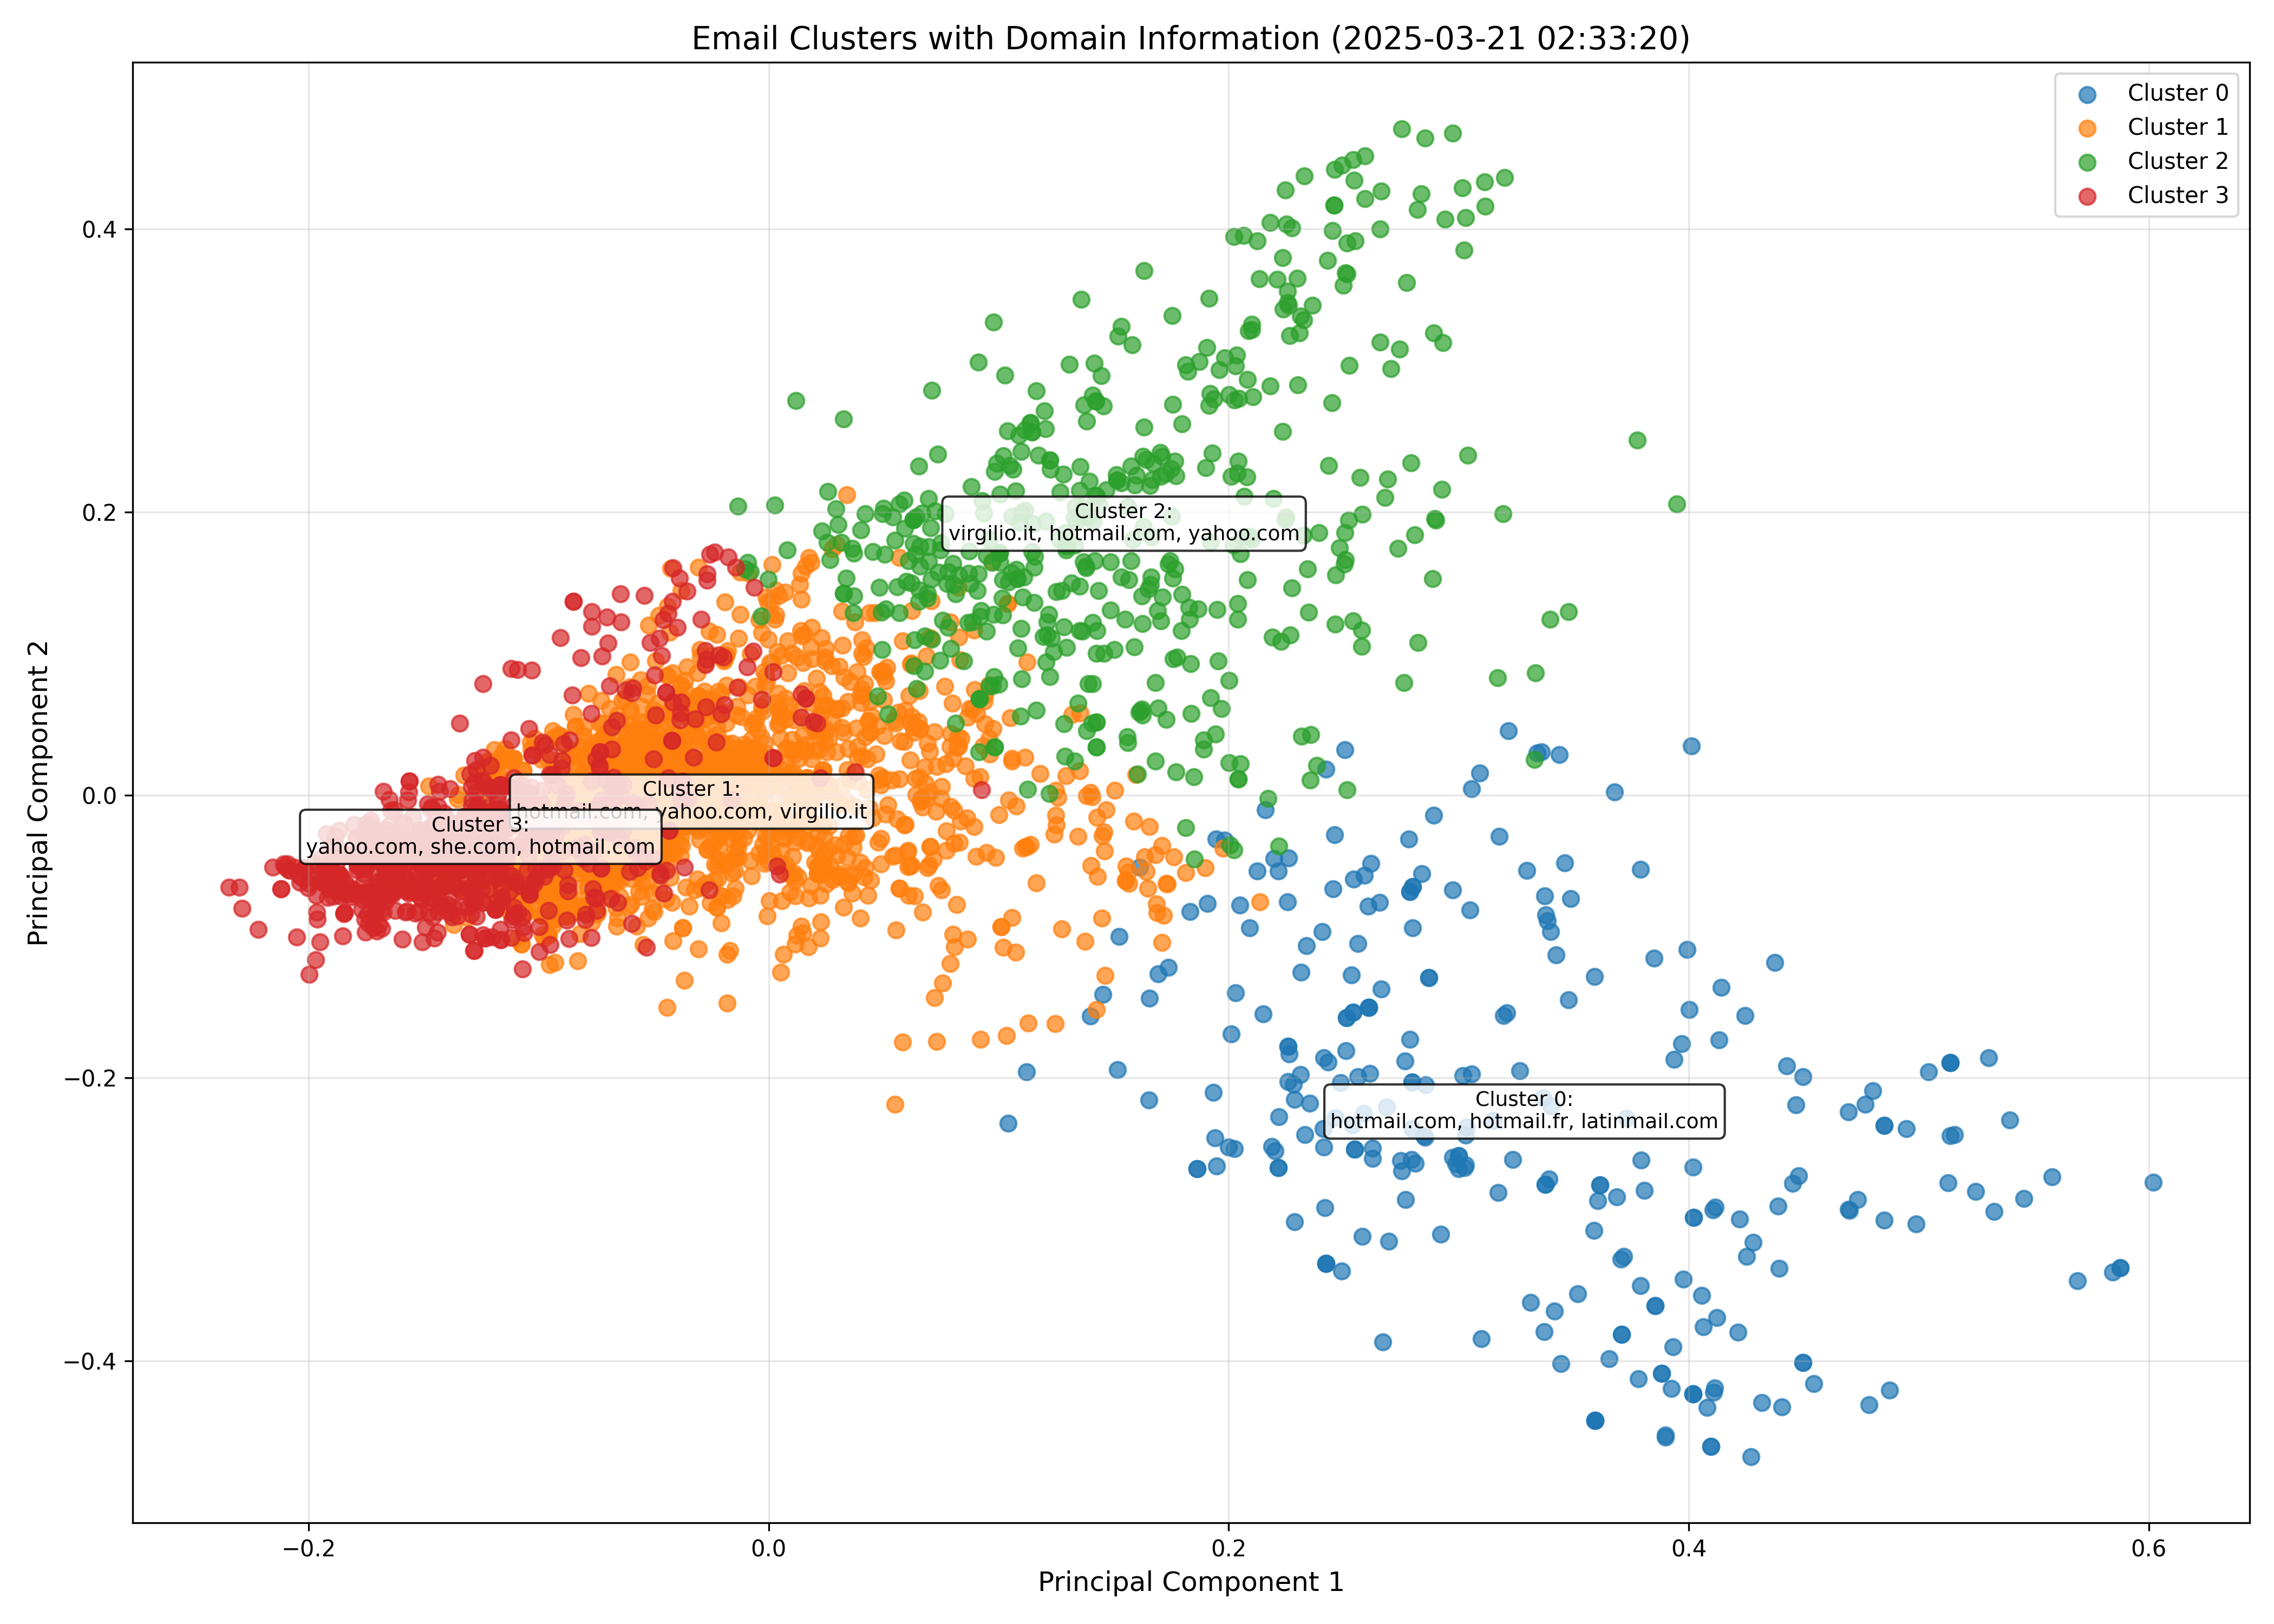 Email Clusters with Domain Information (2025-03-21 02:33:20)
Cluster 0
Cluster 1
Cluster 2
Cluster 3
Principal Component 2
0.4
0.2
0.0
−0.2
−0.4
Cluster 2:
virgilio.it, hotmail.com, yahoo.com
Cluster 1:
hotmail.com, yahoo.com, virgilio.it
Cluster 3:
yahoo.com, she.com, hotmail.com
Cluster 0:
hotmail.com, hotmail.fr, latinmail.com
−0.2
0.0
0.2
0.4
0.6
Principal Component 1